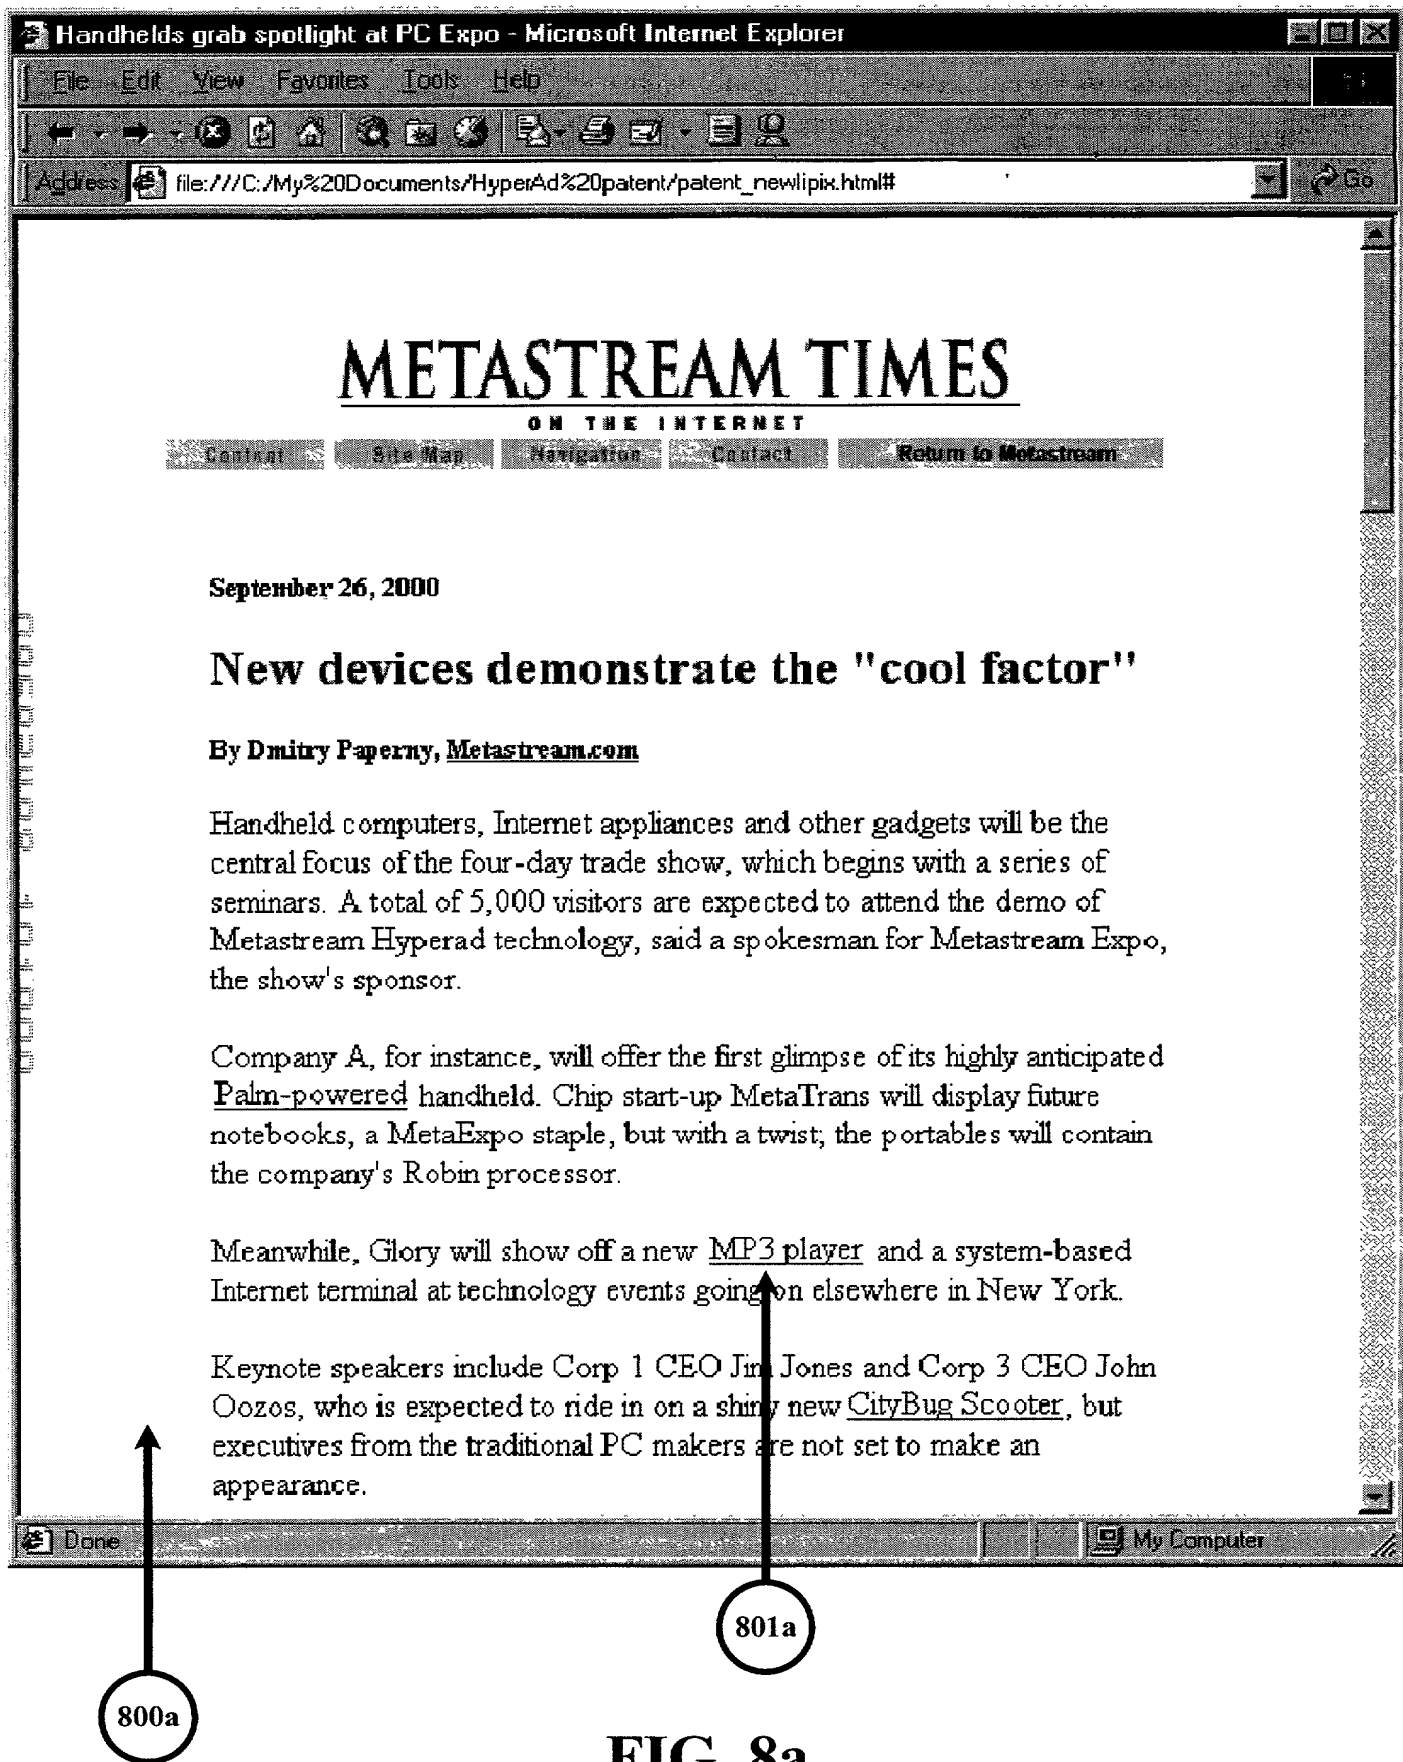 Handhelds grab spotlight at PC Expo - Microsoft Internet Explorer
File Edit View Favorites Tools Help
Address file:///C:/My%20Documents/HyperAd%20patent/patent_newlipix.html# Go
METASTREAM TIMES
ON THE INTERNET
Content Site Map Navigation Contact Return to Metastream
September 26, 2000
New devices demonstrate the "cool factor"
By Dmitry Paperny, Metastream.com
Handheld computers, Internet appliances and other gadgets will be the
central focus of the four-day trade show, which begins with a series of
seminars. A total of 5,000 visitors are expected to attend the demo of
Metastream Hyperad technology, said a spokesman for Metastream Expo,
the show's sponsor.
Company A, for instance, will offer the first glimpse of its highly anticipated
Palm-powered handheld. Chip start-up MetaTrans will display future
notebooks, a MetaExpo staple, but with a twist; the portables will contain
the company's Robin processor.
Meanwhile, Glory will show off a new MP3 player and a system-based
Internet terminal at technology events going on elsewhere in New York.
Keynote speakers include Corp 1 CEO Jim Jones and Corp 3 CEO John
Oozos, who is expected to ride in on a shiny new CityBug Scooter, but
executives from the traditional PC makers are not set to make an
appearance.
Done My Computer
801a
800a
FIG. 8a